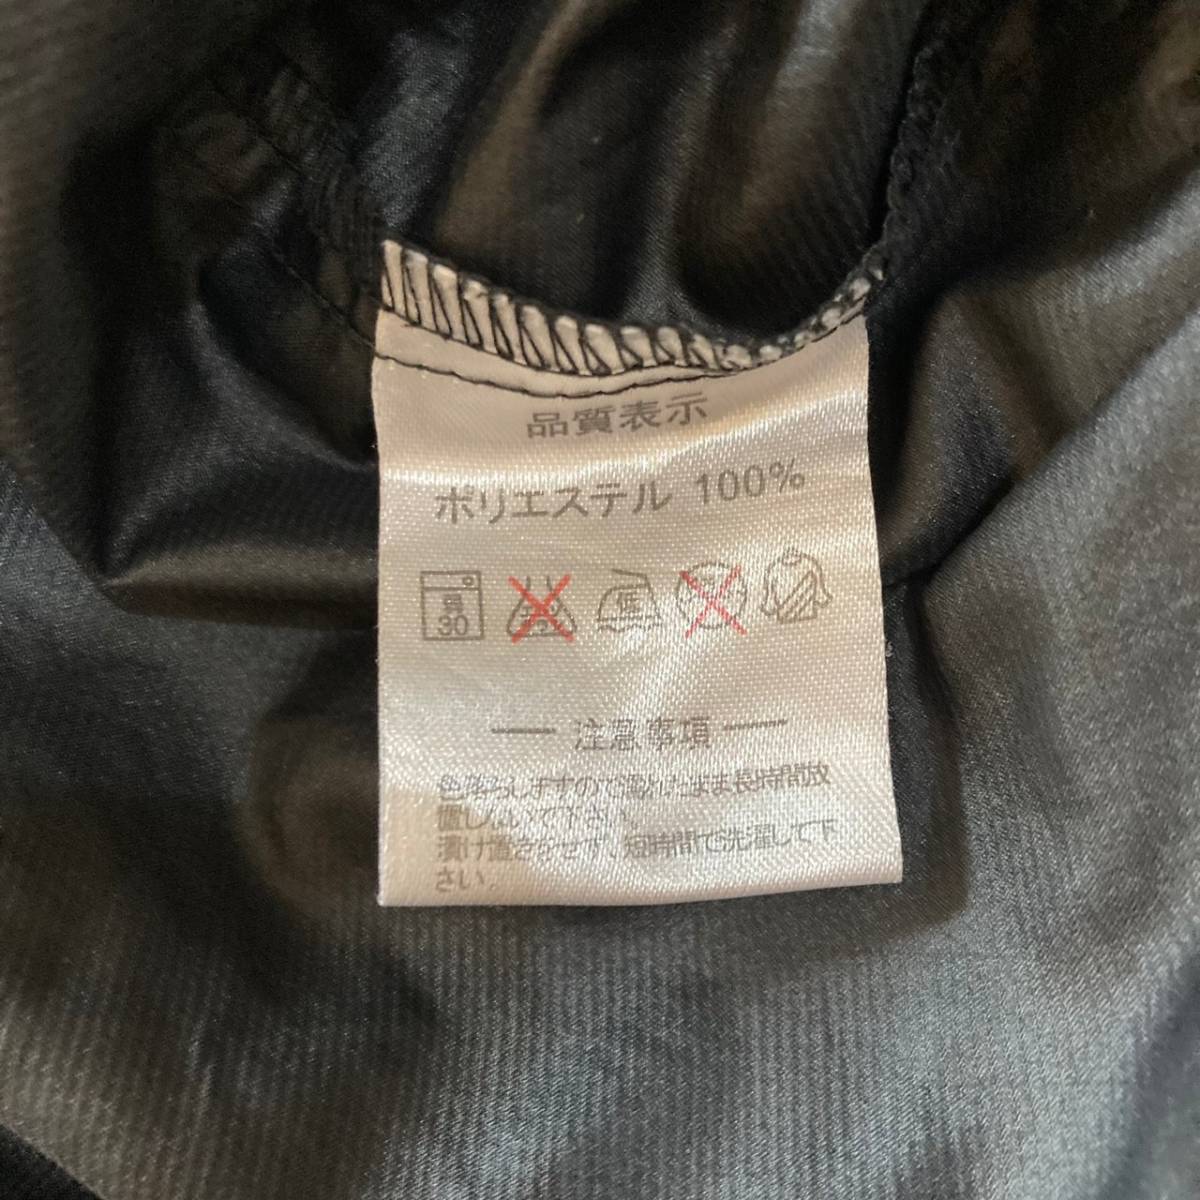 品質表示
ポリエステル 100%
30 低
注意事項
色落ちしますので濡れたまま長時間放
置しないで下さい。
漬け置きさせず、短時間で洗濯して下
さい。